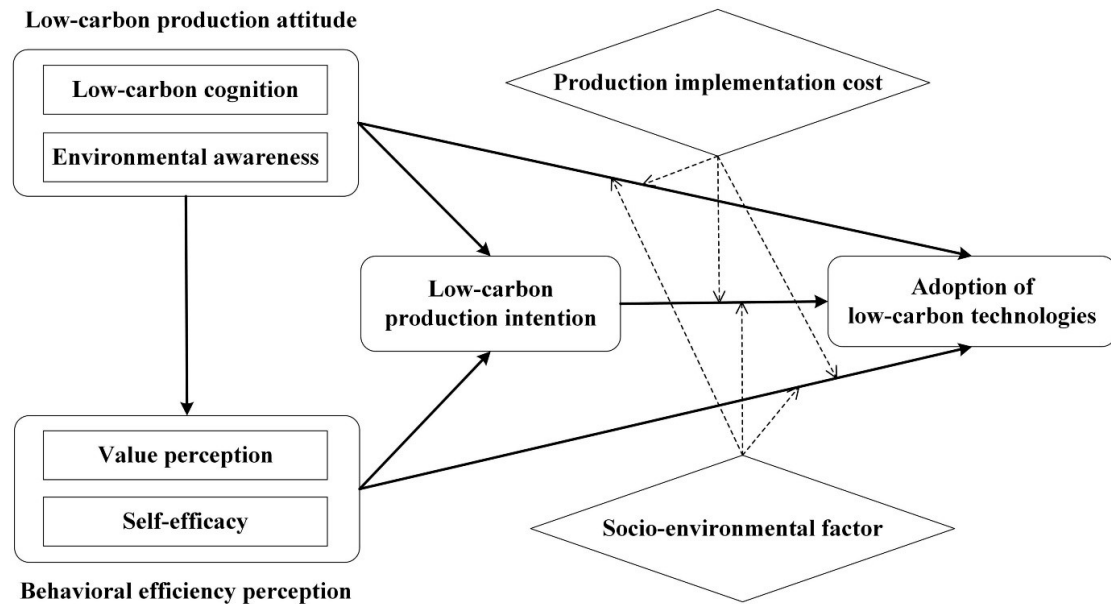 Low-carbon production attitude
Low-carbon cognition
Environmental awareness
Production implementation cost
Low-carbon
production intention
Adoption of
low-carbon technologies
Value perception
Self-efficacy
Socio-environmental factor
Behavioral efficiency perception